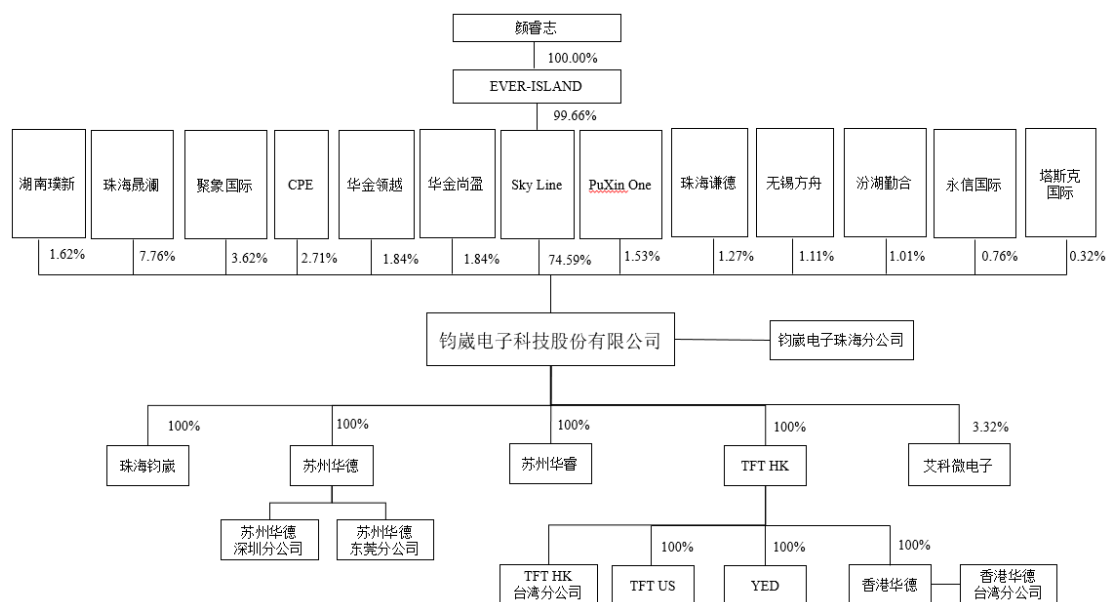 颜睿志
100.00%
EVER-ISLAND
99.66%
湖南璞新
珠海晟澜
聚象国际
CPE
华金领越
华金尚盈
Sky Line
PuXin One
珠海谦德
无锡方舟
汾湖勤合
永信国际
塔斯克
国际
1.62%
7.76%
3.62%
2.71%
1.84%
1.84%
74.59%
1.53%
1.27%
1.11%
1.01%
0.76%
0.32%
钧崴电子科技股份有限公司
钧崴电子珠海分公司
100%
100%
100%
100%
3.32%
珠海钧崴
苏州华德
苏州华睿
TFT HK
艾科微电子
苏州华德
深圳分公司
苏州华德
东莞分公司
100%
100%
100%
TFT HK
台湾分公司
TFT US
YED
香港华德
香港华德
台湾分公司